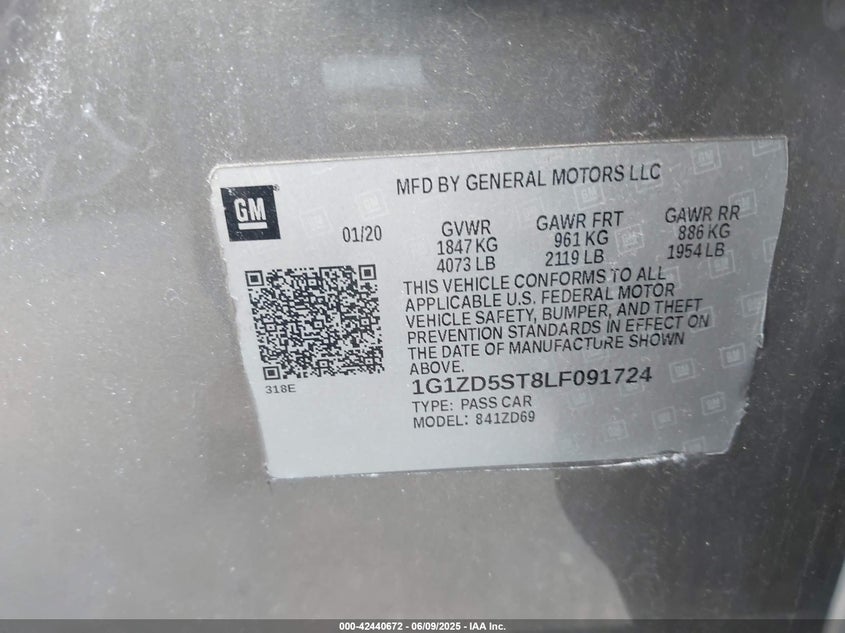 MFD BY GENERAL MOTORS LLC
GM
01/20
GVWR
1847 KG
4073 LB
GAWR FRT
961 KG
2119 LB
GAWR RR
886 KG
1954 LB
THIS VEHICLE CONFORMS TO ALL
APPLICABLE U.S. FEDERAL MOTOR
VEHICLE SAFETY, BUMPER, AND THEFT
PREVENTION STANDARDS IN EFFECT ON
THE DATE OF MANUFACTURE SHOWN
ABOVE.
318E
1G1ZD5ST8LF091724
TYPE: PASS CAR
MODEL: 841ZD69
000-42440672 - 06/09/2025 - IAA Inc.